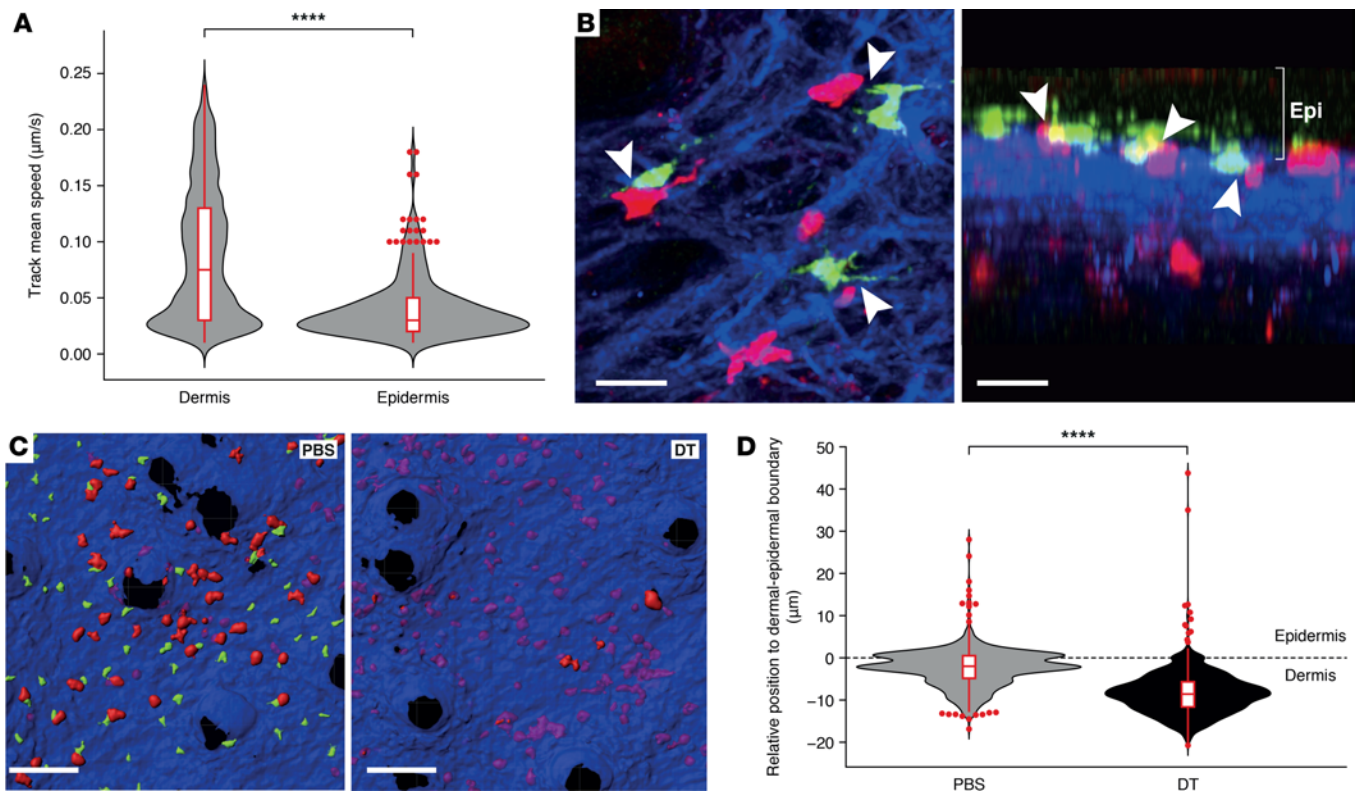 A
****
Track mean speed (μm/s)
0.25
0.20
0.15
0.10
0.05
0.00
Dermis
Epidermis
B
Epi
C
PBS
DT
D
****
Relative position to dermal-epidermal boundary
(μm)
50
40
30
20
10
0
−10
−20
Epidermis
Dermis
PBS
DT